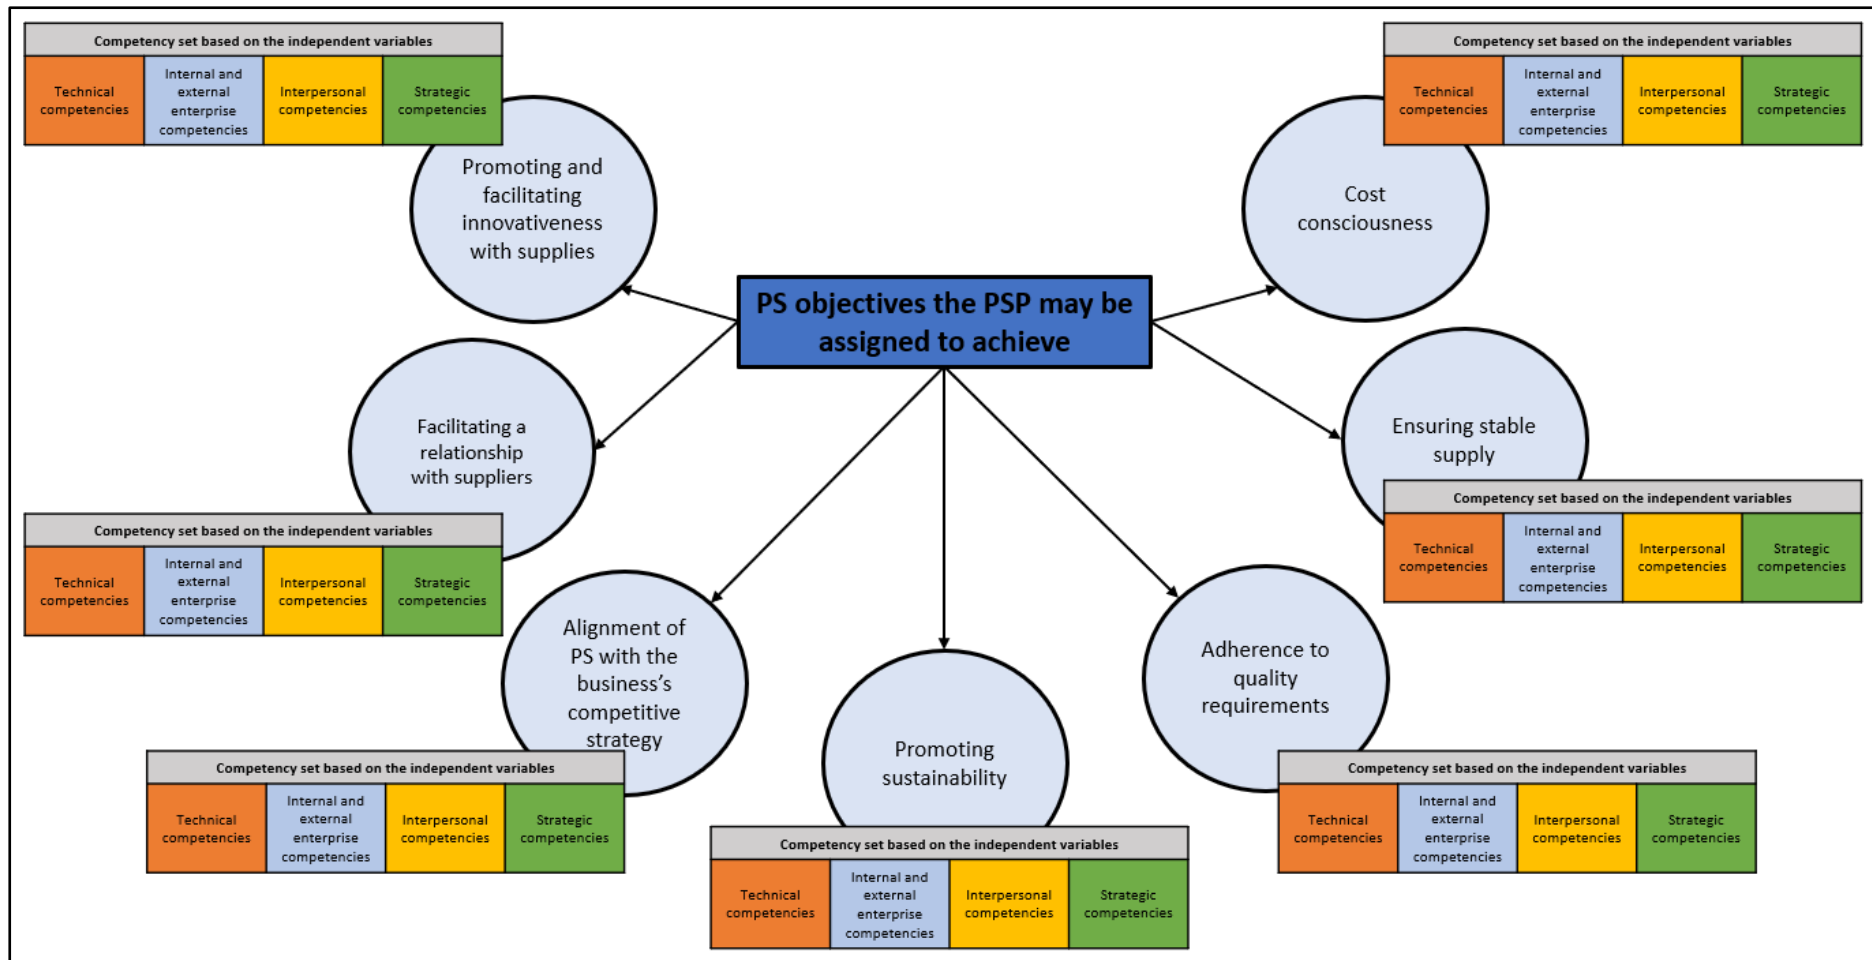 Competency set based on the independent variables
Technical
competencies
Internal and
external
enterprise
competencies
Interpersonal
competencies
Strategic
competencies
Promoting and
facilitating
innovativeness
with supplies
Competency set based on the independent variables
Technical
competencies
Internal and
external
enterprise
competencies
Interpersonal
competencies
Strategic
competencies
Cost
consciousness
PS objectives the PSP may be
assigned to achieve
Facilitating a
relationship
with suppliers
Competency set based on the independent variables
Technical
competencies
Internal and
external
enterprise
competencies
Interpersonal
competencies
Strategic
competencies
Ensuring stable
supply
Competency set based on the independent variables
Technical
competencies
Internal and
external
enterprise
competencies
Interpersonal
competencies
Strategic
competencies
Alignment of
PS with the
business’s
competitive
strategy
Competency set based on the independent variables
Technical
competencies
Internal and
external
enterprise
competencies
Interpersonal
competencies
Strategic
competencies
Promoting
sustainability
Competency set based on the independent variables
Technical
competencies
Internal and
external
enterprise
competencies
Interpersonal
competencies
Strategic
competencies
Adherence to
quality
requirements
Competency set based on the independent variables
Technical
competencies
Internal and
external
enterprise
competencies
Interpersonal
competencies
Strategic
competencies